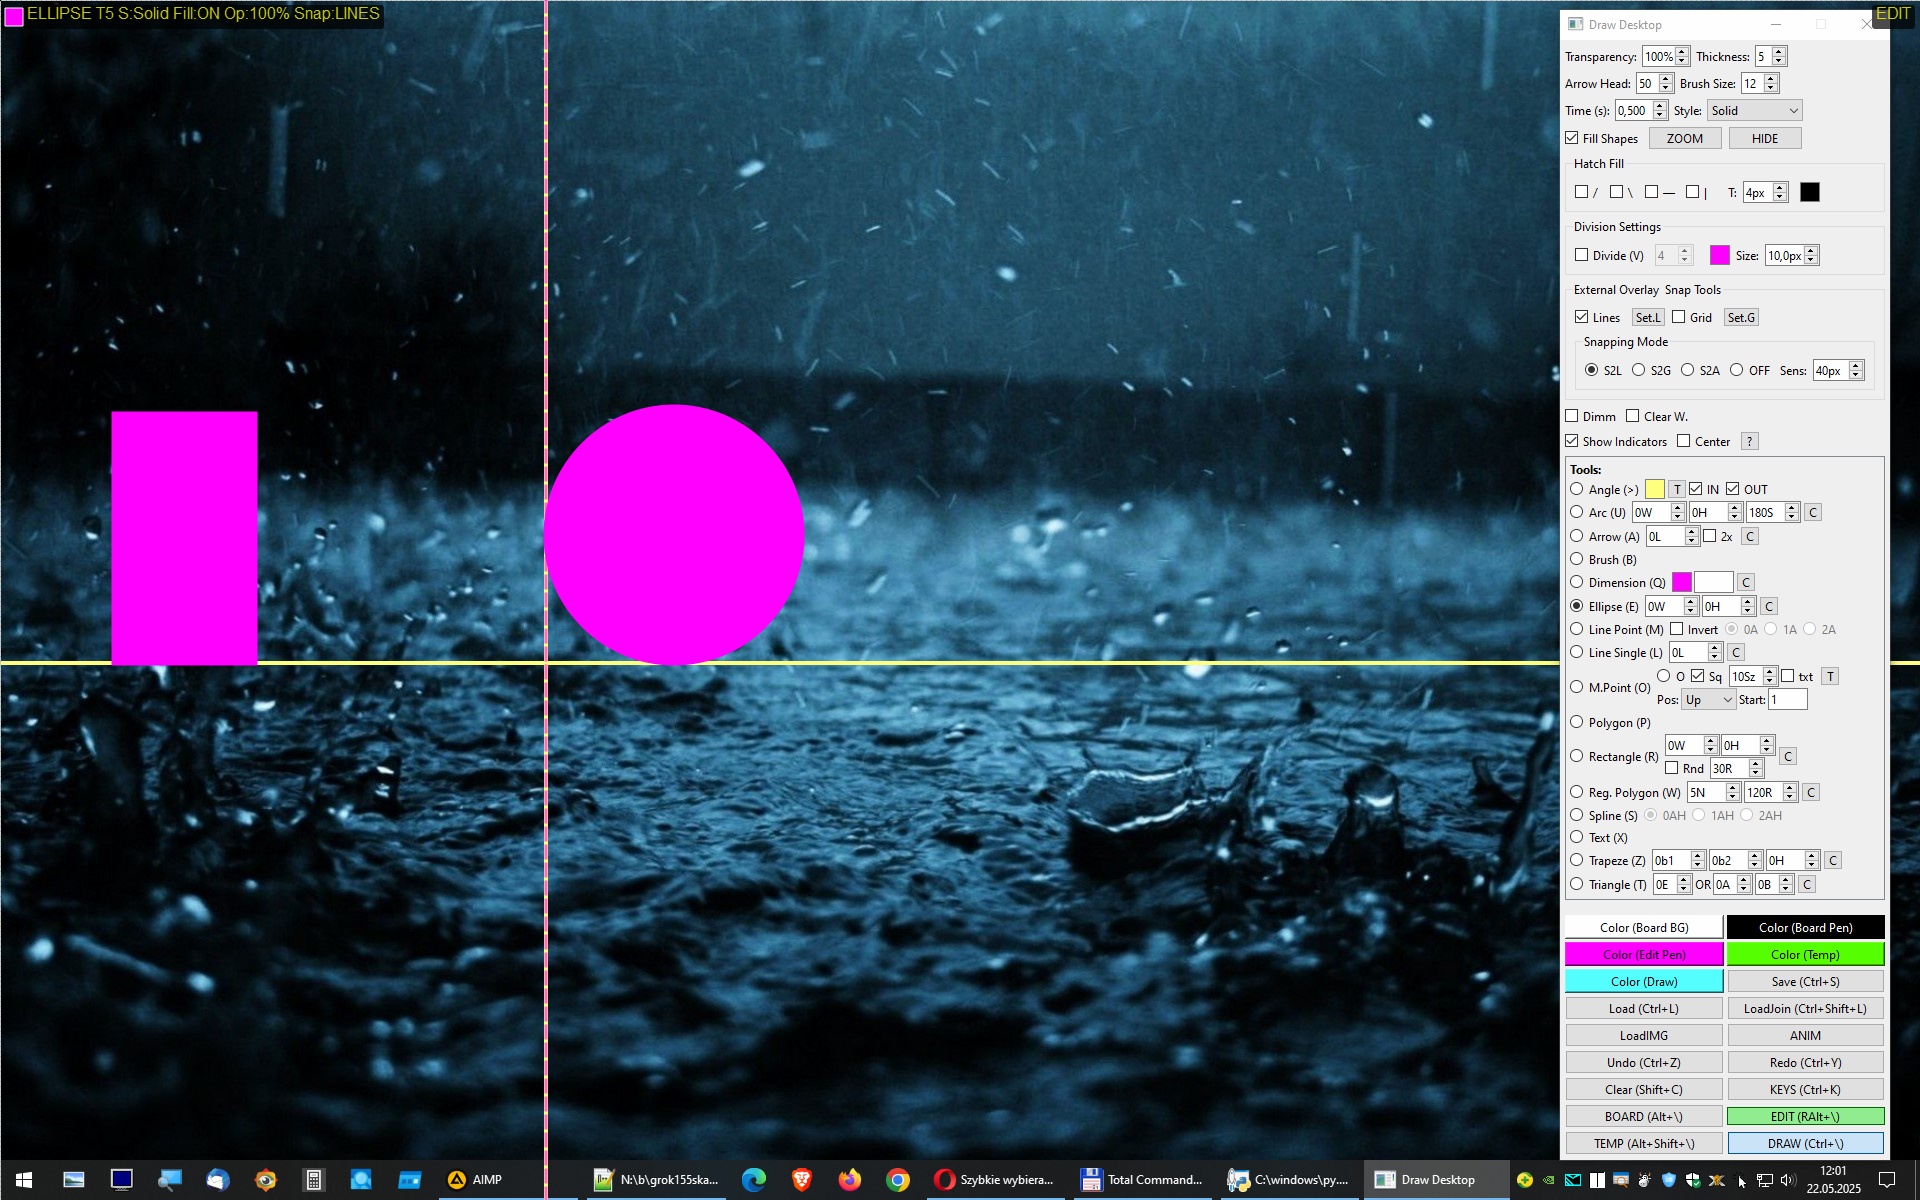 ELLIPSE T5 S:Solid Fill:ON Op:100% Snap:LINES
EDIT
Draw Desktop
Transparency: 100% Thickness: 5
Arrow Head: 50 Brush Size: 12
Time (s): 0,500 Style: Solid
Fill Shapes ZOOM HIDE
Hatch Fill
/ \ — | T: 4px
Division Settings
Divide (V) 4 Size: 10,0px
External Overlay Snap Tools
Lines Set.L Grid Set.G
Snapping Mode
S2L S2G S2A OFF Sens: 40px
Dimm Clear W.
Show Indicators Center ?
Tools:
Angle (>) T IN OUT
Arc (U) 0W 0H 180S C
Arrow (A) 0L 2x C
Brush (B)
Dimension (Q) C
Ellipse (E) 0W 0H C
Line Point (M) Invert 0A 1A 2A
Line Single (L) 0L C
M.Point (O) O Sq 10Sz txt T
Pos: Up Start: 1
Polygon (P)
Rectangle (R) 0W 0H C
Rnd 30R
Reg. Polygon (W) 5N 120R C
Spline (S) 0AH 1AH 2AH
Text (X)
Trapeze (Z) 0b1 0b2 0H C
Triangle (T) 0E OR 0A 0B C
Color (Board BG) Color (Board Pen)
Color (Edit Pen) Color (Temp)
Color (Draw) Save (Ctrl+S)
Load (Ctrl+L) LoadJoin (Ctrl+Shift+L)
LoadIMG ANIM
Undo (Ctrl+Z) Redo (Ctrl+Y)
Clear (Shift+C) KEYS (Ctrl+K)
BOARD (Alt+\) EDIT (RAlt+\)
TEMP (Alt+Shift+\) DRAW (Ctrl+\)
AIMP N:\b\grok155ska... Szybkie wybiera... Total Command... C:\windows\py.... Draw Desktop 12:01
22.05.2025